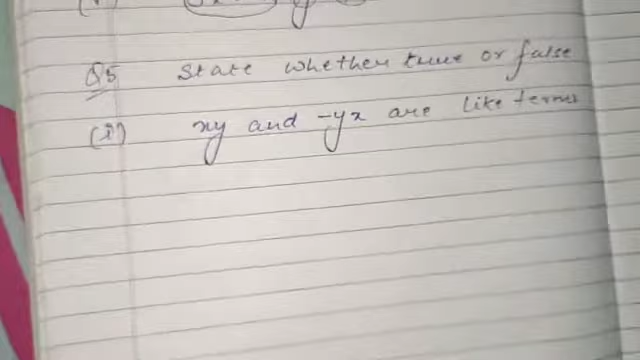 Q5 State whether true or false
(i) xy and -yx are like terms